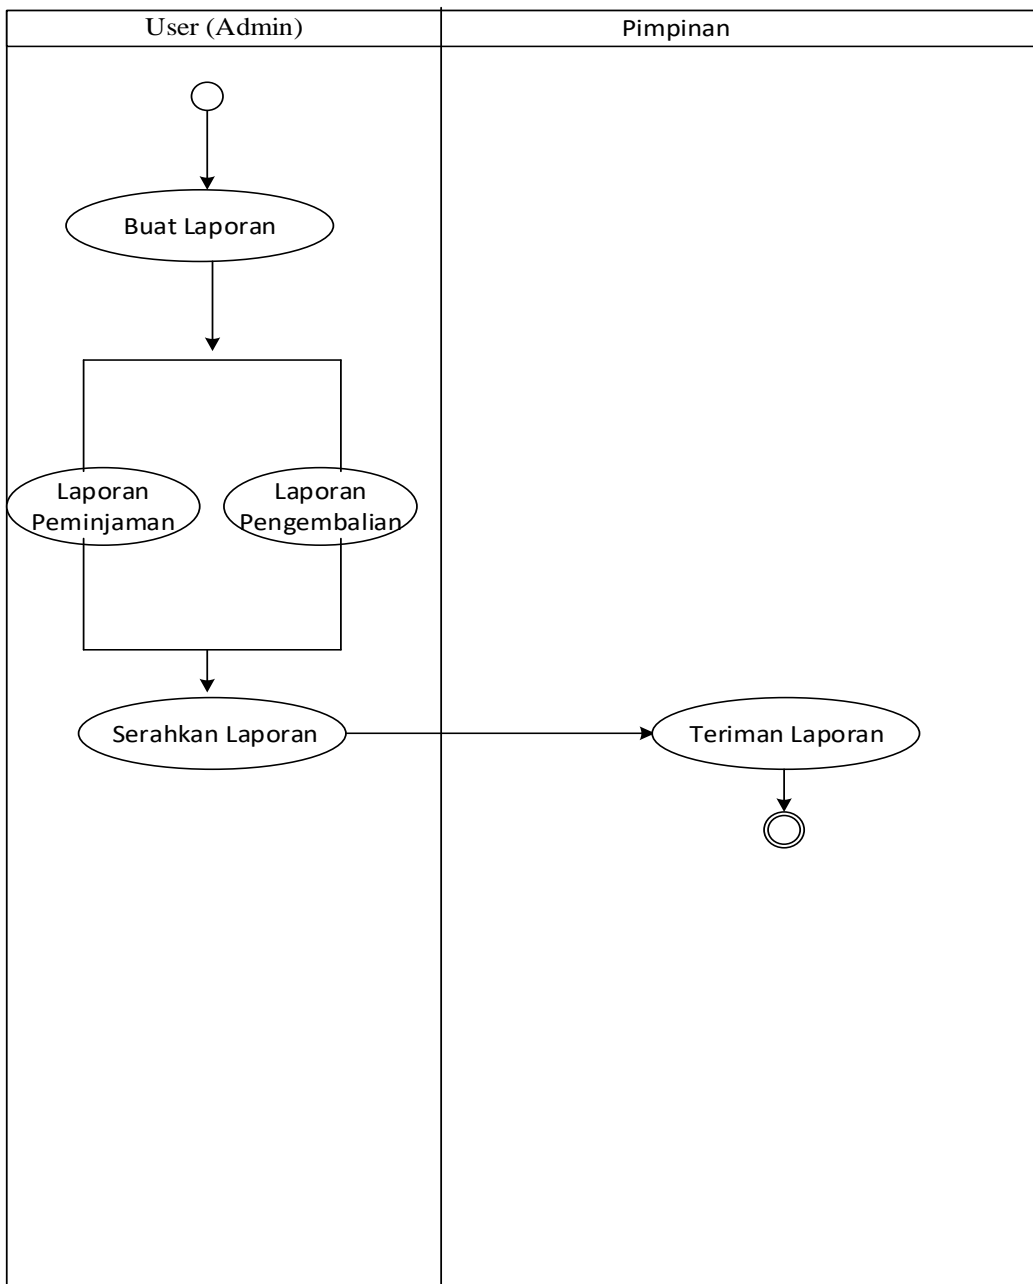 User (Admin)
Pimpinan
Buat Laporan
Laporan
Peminjaman
Laporan
Pengembalian
Serahkan Laporan
Teriman Laporan